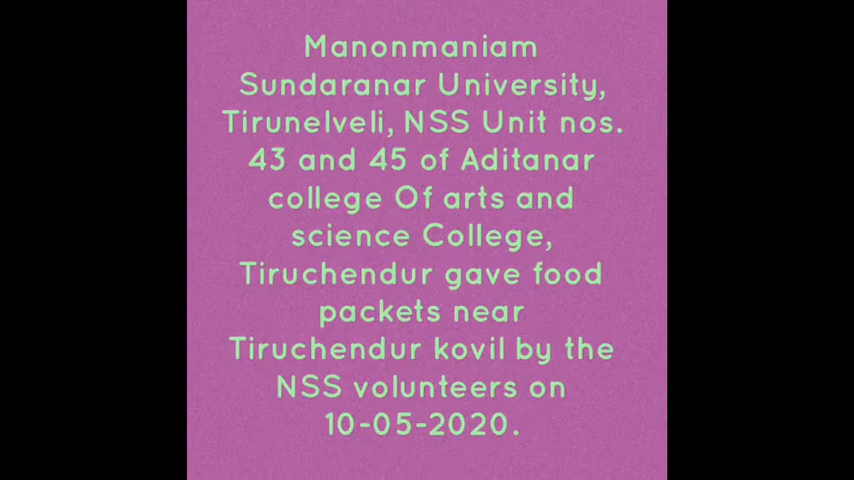 Manonmaniam
Sundaranar University,
Tirunelveli, NSS Unit nos.
43 and 45 of Aditanar
college Of arts and
science College,
Tiruchendur gave food
packets near
Tiruchendur kovil by the
NSS volunteers on
10-05-2020.